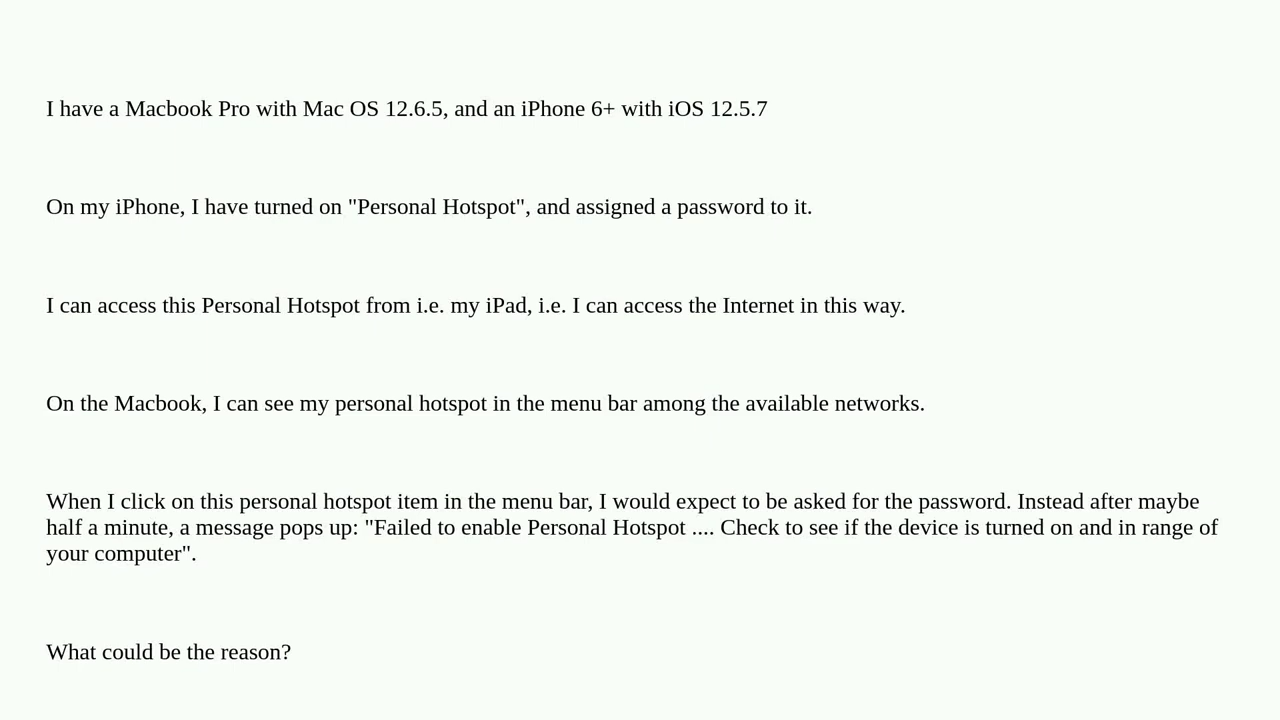 I have a Macbook Pro with Mac OS 12.6.5, and an iPhone 6+ with iOS 12.5.7
On my iPhone, I have turned on "Personal Hotspot", and assigned a password to it.
I can access this Personal Hotspot from i.e. my iPad, i.e. I can access the Internet in this way.
On the Macbook, I can see my personal hotspot in the menu bar among the available networks.
When I click on this personal hotspot item in the menu bar, I would expect to be asked for the password. Instead after maybe
half a minute, a message pops up: "Failed to enable Personal Hotspot .... Check to see if the device is turned on and in range of
your computer".
What could be the reason?